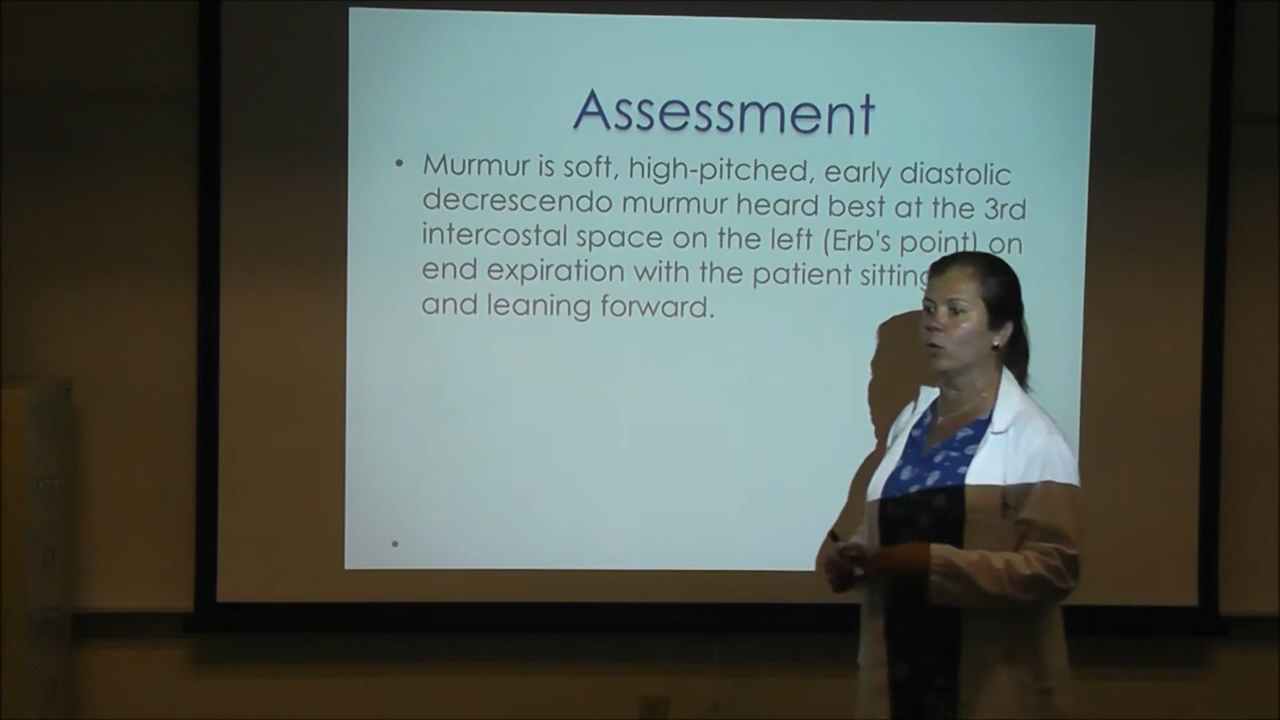 Assessment
• Murmur is soft, high-pitched, early diastolic
decrescendo murmur heard best at the 3rd
intercostal space on the left (Erb's point) on
end expiration with the patient sitting
and leaning forward.
•